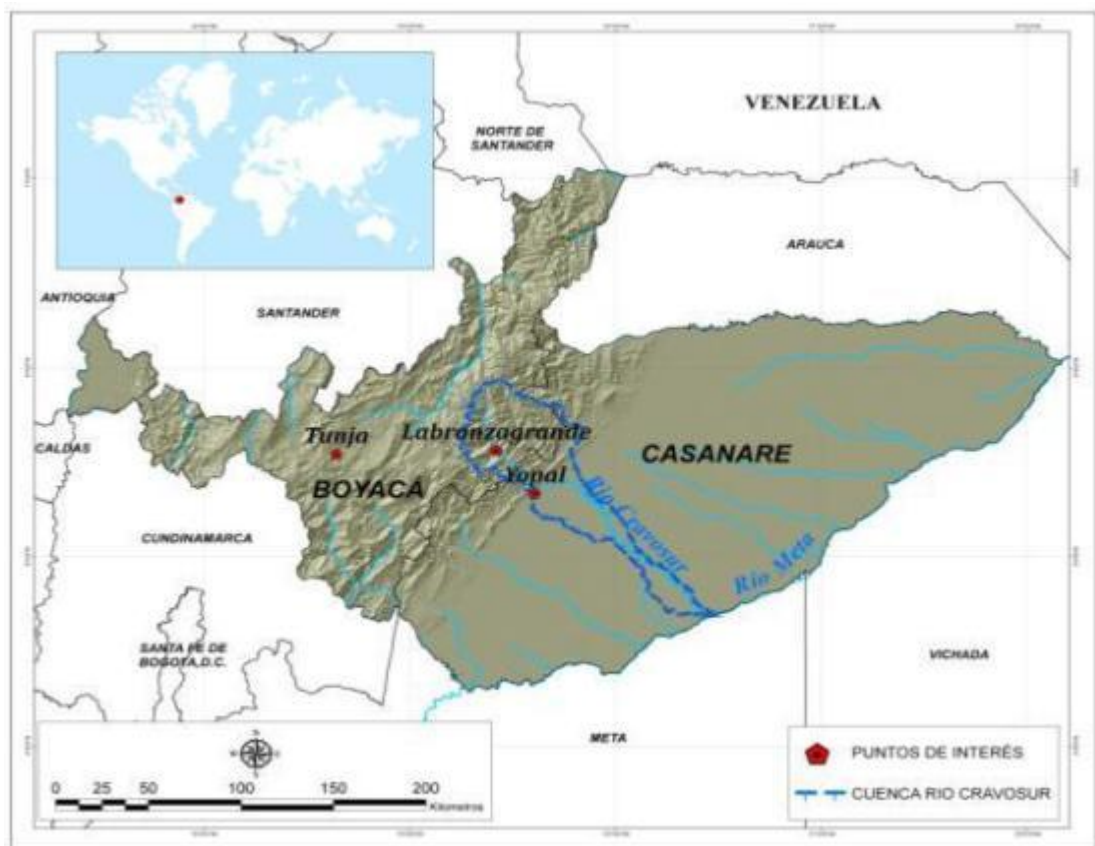 VENEZUELA
NORTE DE
SANTANDER
ARAUCA
ANTIOQUIA
SANTANDER
CALDAS
Tunja
Labronzagrande
CASANARE
Yopal
BOYACA
Rio Cravosur
CUNDINAMARCA
Rio Meta
SANTA FE DE
BOGOTA,D.C.
VICHADA
META
PUNTOS DE INTERÉS
CUENCA RIO CRAVOSUR
0 25 50 100 150 200
Kilometros